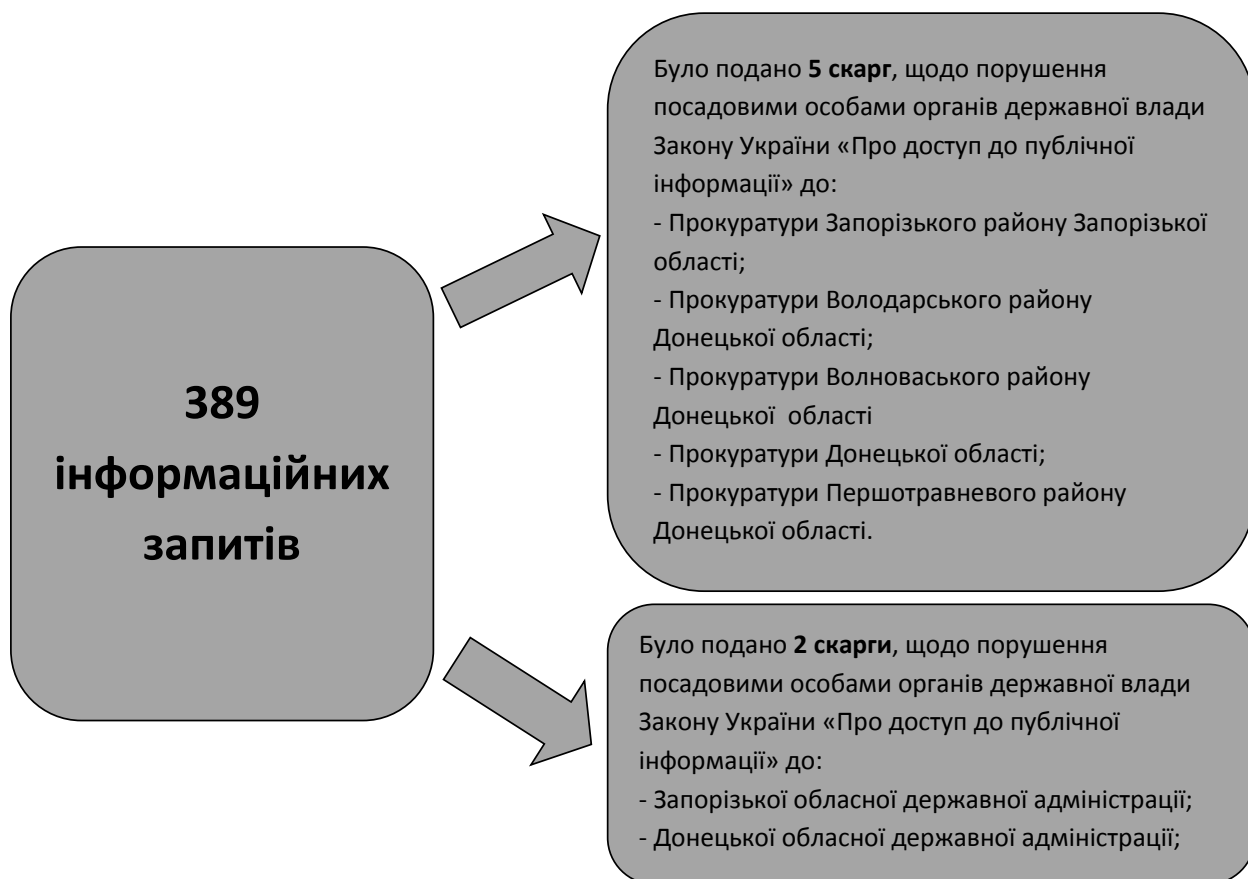 389
інформаційних
запитів
Було подано 5 скарг, щодо порушення
посадовими особами органів державної влади
Закону України «Про доступ до публічної
інформації» до:
- Прокуратури Запорізького району Запорізької
області;
- Прокуратури Володарського району
Донецької області;
- Прокуратури Волноваського району
Донецької області
- Прокуратури Донецької області;
- Прокуратури Першотравневого району
Донецької області.
Було подано 2 скарги, щодо порушення
посадовими особами органів державної влади
Закону України «Про доступ до публічної
інформації» до:
- Запорізької обласної державної адміністрації;
- Донецької обласної державної адміністрації;